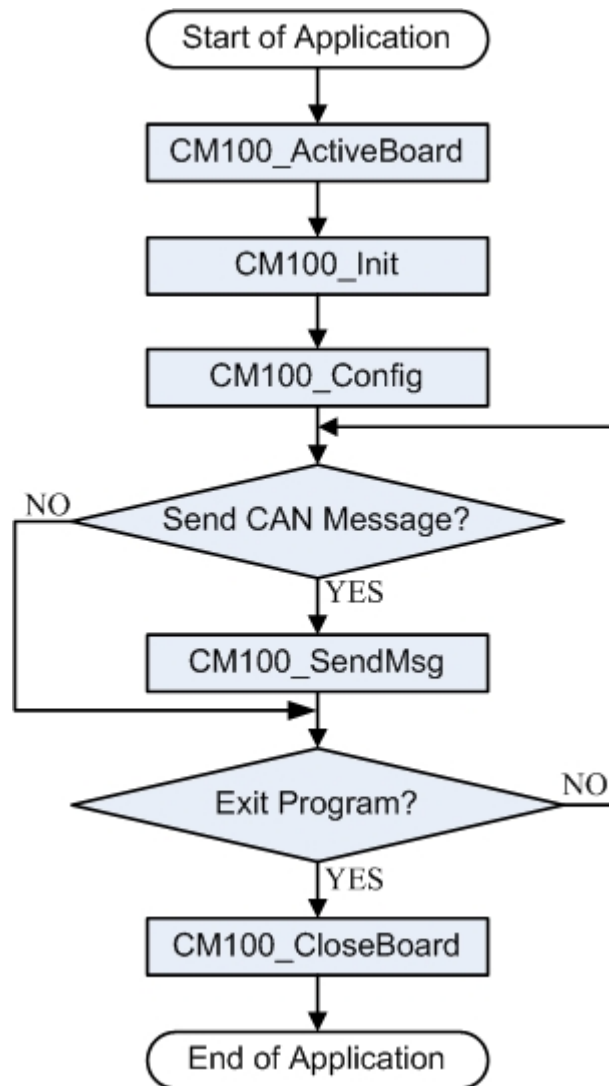 Start of Application
CM100_ActiveBoard
CM100_Init
CM100_Config
NO
Send CAN Message?
YES
CM100_SendMsg
Exit Program?
NO
YES
CM100_CloseBoard
End of Application